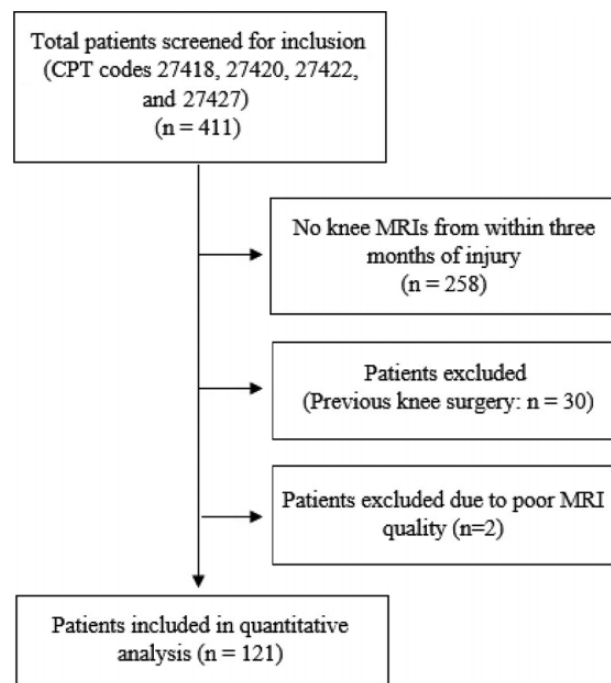 Total patients screened for inclusion
(CPT codes 27418, 27420, 27422,
and 27427)
(n = 411)
No knee MRIs from within three
months of injury
(n = 258)
Patients excluded
(Previous knee surgery: n = 30)
Patients excluded due to poor MRI
quality (n=2)
Patients included in quantitative
analysis (n = 121)